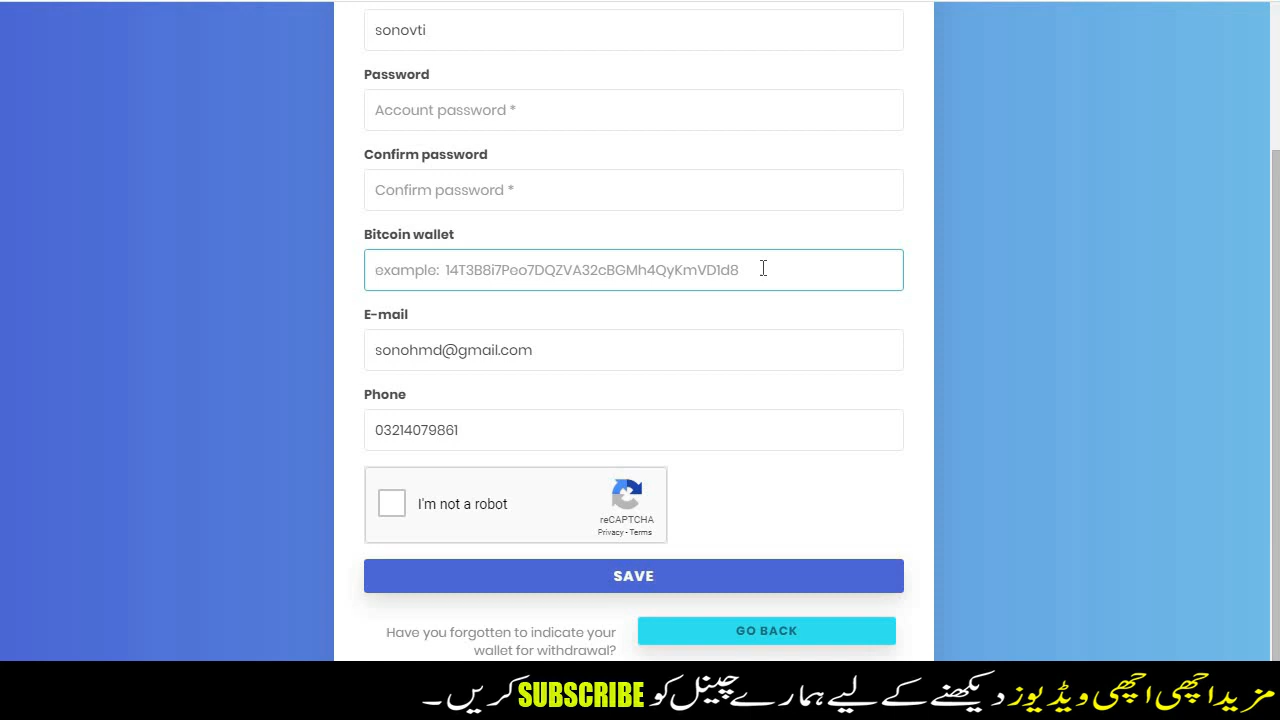 sonovti
Password
Account password *
Confirm password
Confirm password *
Bitcoin wallet
example: 14T3B8i7Peo7DQZVA32cBGMh4QyKmVD1d8
E-mail
sonohmd@gmail.com
Phone
03214079861
I'm not a robot
reCAPTCHA
Privacy - Terms
SAVE
Have you forgotten to indicate your
wallet for withdrawal?
GO BACK
مزید اچھی اچھی ویڈیوز دیکھنے کے لیے ہمارے چینل کو SUBSCRIBE کریں۔